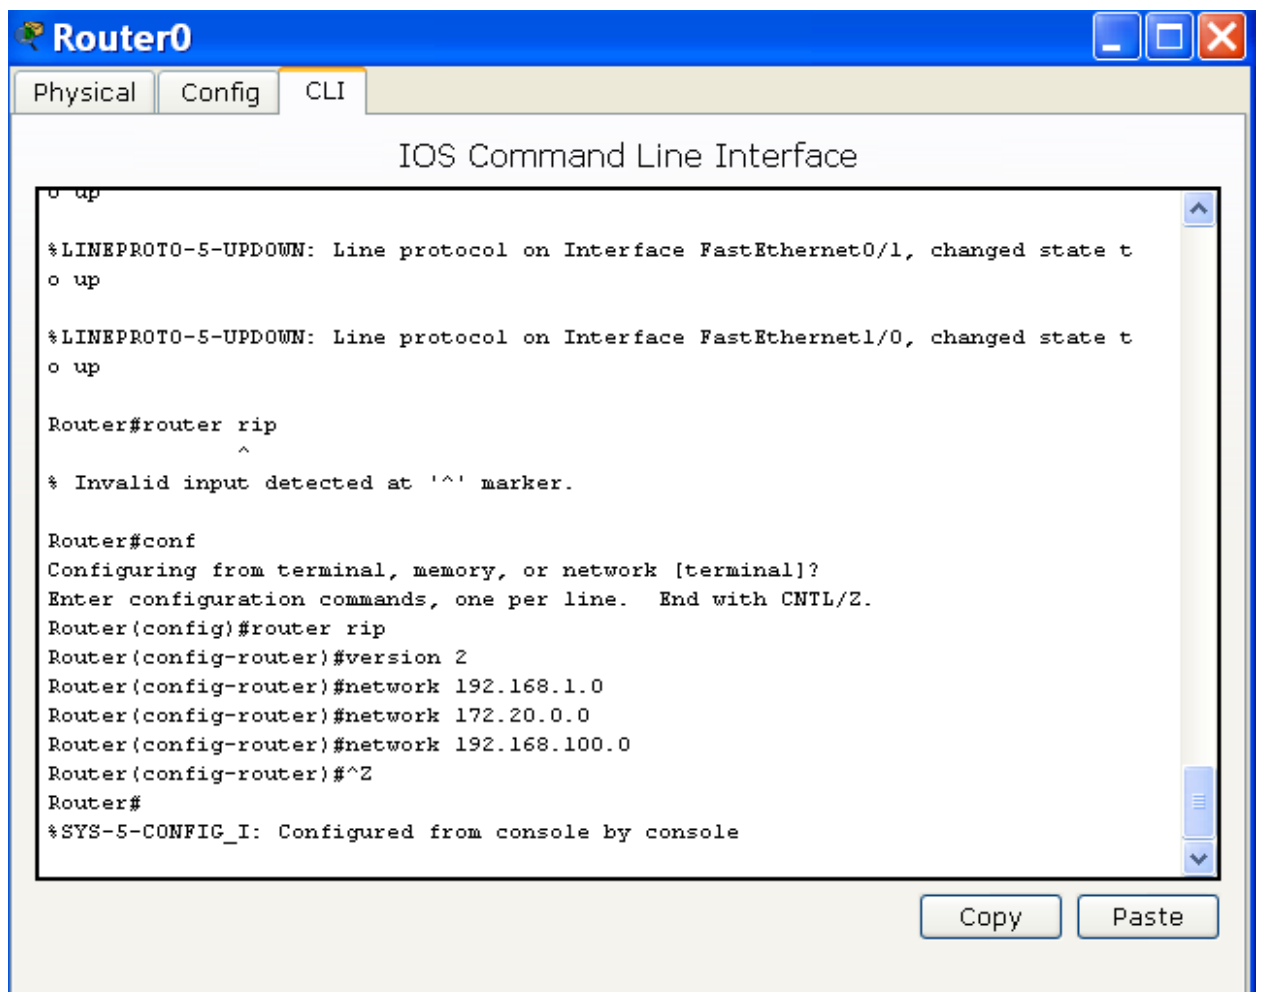 Router0
Physical Config CLI
IOS Command Line Interface
o up
%LINEPROTO-5-UPDOWN: Line protocol on Interface FastEthernet0/1, changed state t
o up
%LINEPROTO-5-UPDOWN: Line protocol on Interface FastEthernet1/0, changed state t
o up
Router#router rip
^
% Invalid input detected at '^' marker.
Router#conf
Configuring from terminal, memory, or network [terminal]?
Enter configuration commands, one per line.  End with CNTL/Z.
Router(config)#router rip
Router(config-router)#version 2
Router(config-router)#network 192.168.1.0
Router(config-router)#network 172.20.0.0
Router(config-router)#network 192.168.100.0
Router(config-router)#^Z
Router#
%SYS-5-CONFIG_I: Configured from console by console
Copy Paste